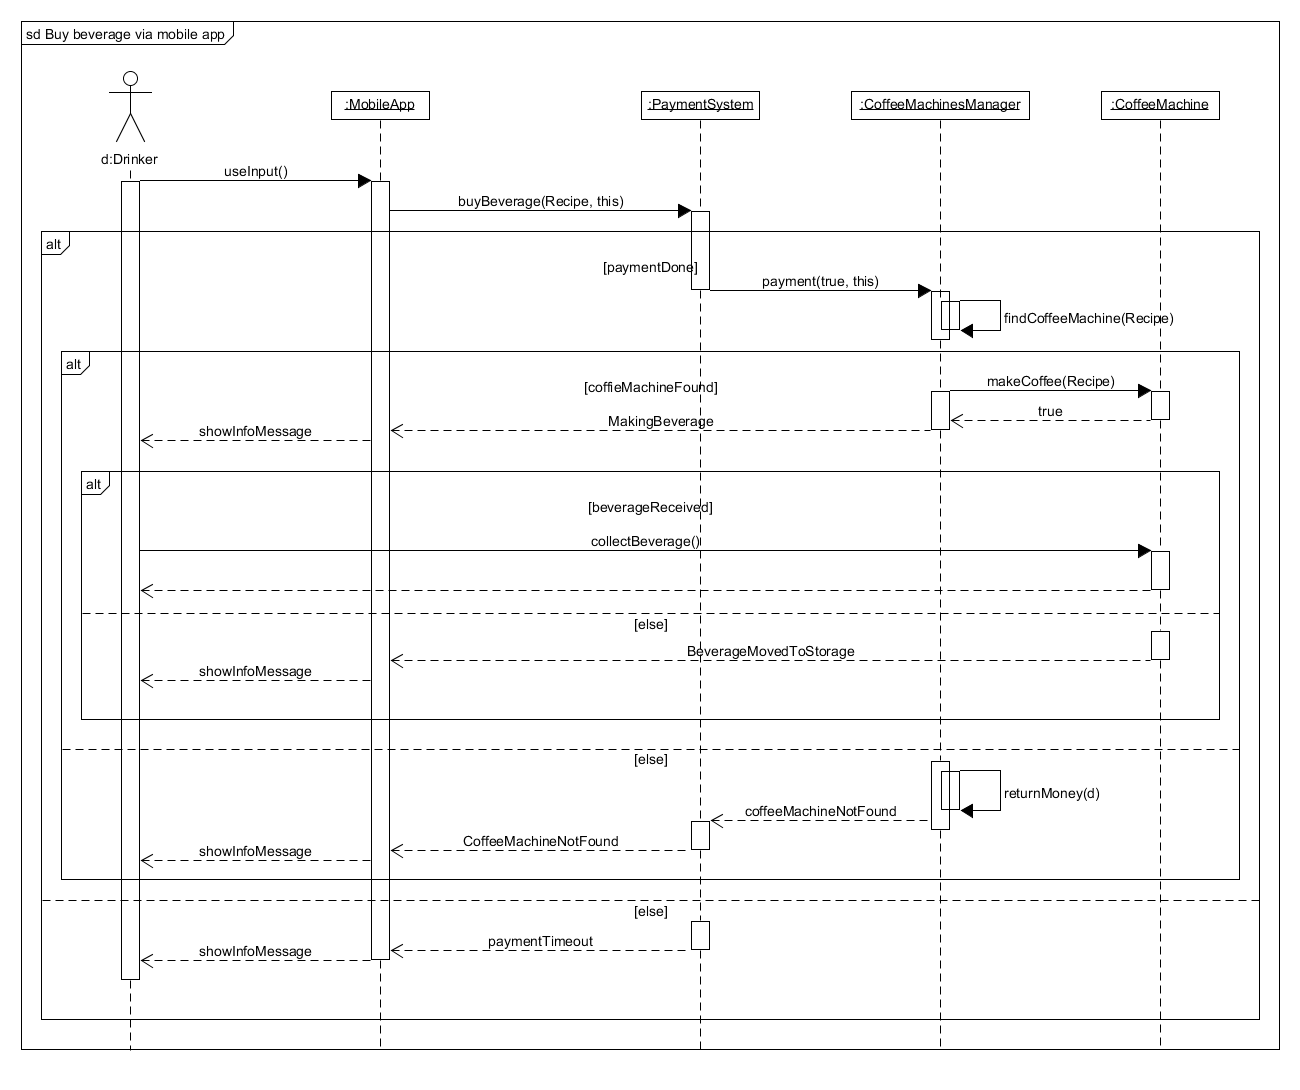 sd Buy beverage via mobile app
:MobileApp
:PaymentSystem
:CoffeeMachinesManager
:CoffeeMachine
d:Drinker
useInput()
buyBeverage(Recipe, this)
alt
[paymentDone]
payment(true, this)
findCoffeeMachine(Recipe)
alt
[coffieMachineFound]
makeCoffee(Recipe)
true
MakingBeverage
showInfoMessage
alt
[beverageReceived]
collectBeverage()
[else]
BeverageMovedToStorage
showInfoMessage
[else]
returnMoney(d)
coffeeMachineNotFound
CoffeeMachineNotFound
showInfoMessage
[else]
paymentTimeout
showInfoMessage